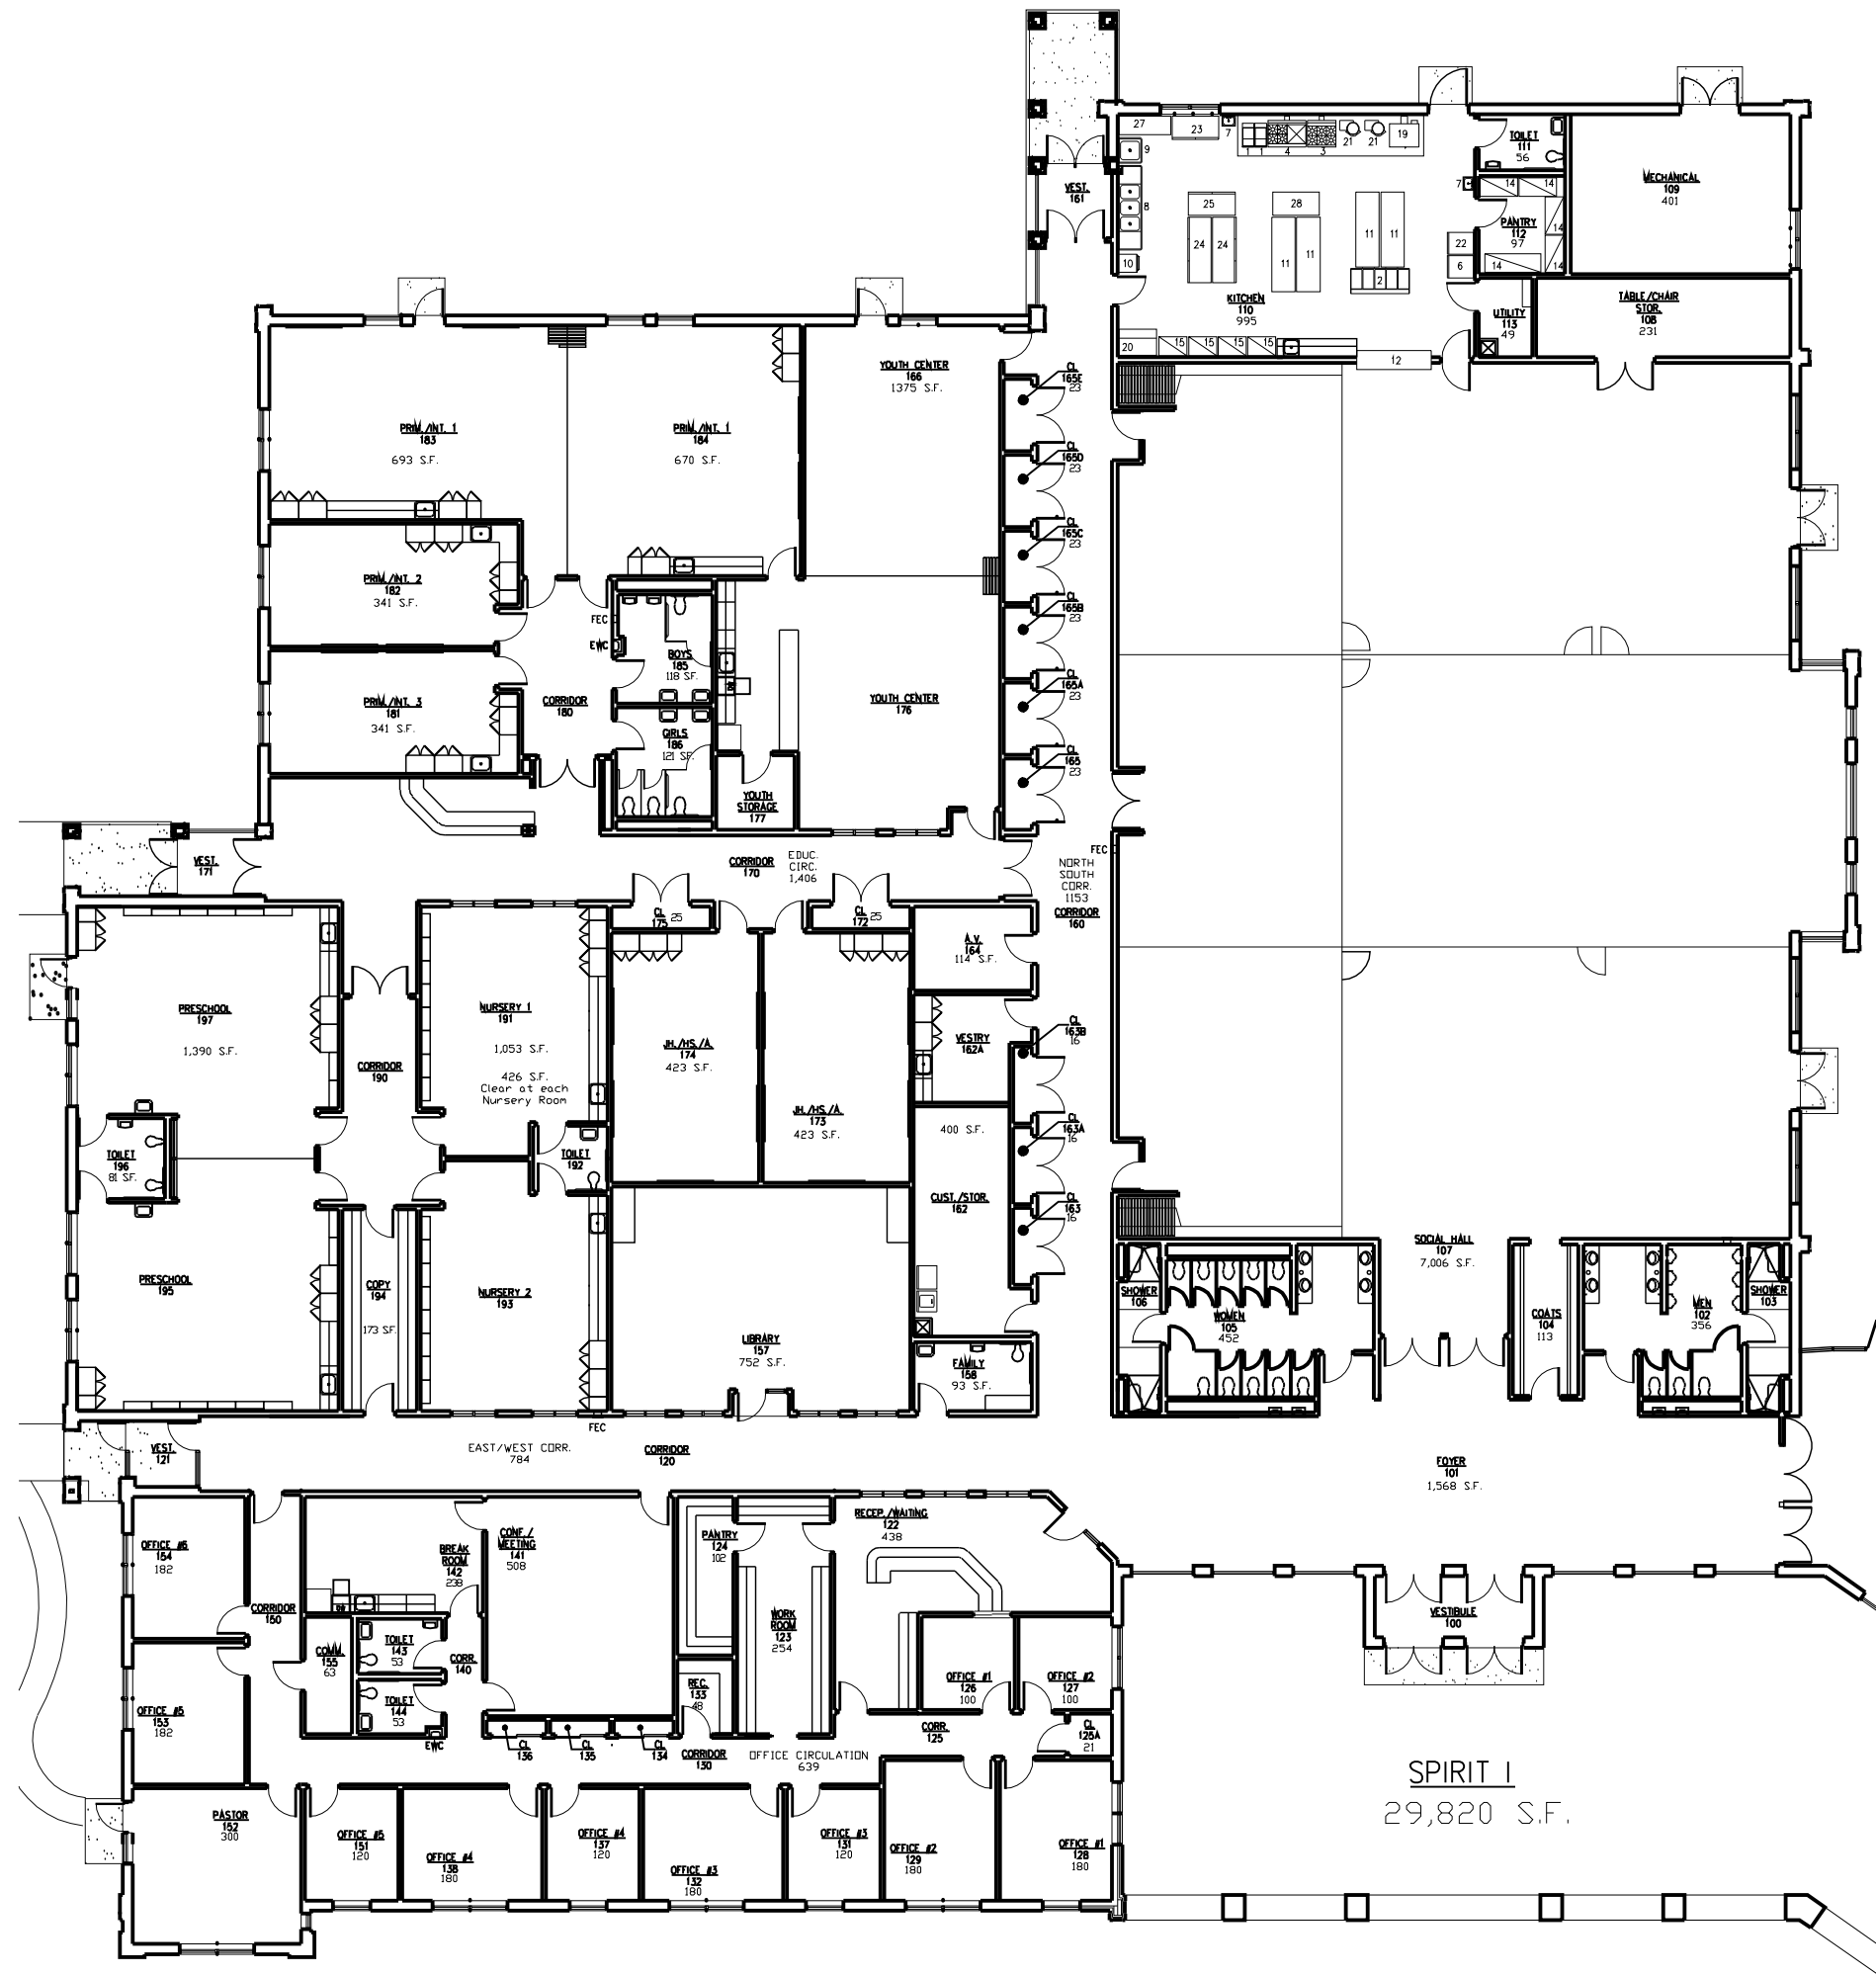 VEST.
161
27
23
7
1 1
4
3
21
21
19
9
8
10
25
24
24
28
11
11
11
11
2
22
6
7
KITCHEN
110
995
20
15
15
15
15
12
TOILET
111
56
14
14
PANTRY
112
97
14
14
14
UTILITY
113
49
MECHANICAL
109
401
TABLE/CHAIR
STOR.
108
231
PRIM./INT. 1
183
693 S.F.
PRIM./INT. 1
184
670 S.F.
YOUTH CENTER
166
1375 S.F.
CL
165E
23
CL
165D
23
CL
165C
23
CL
165B
23
CL
165A
23
CL
165
23
PRIM./INT. 2
182
341 S.F.
PRIM./INT. 3
181
341 S.F.
FEC
EWC
CORRIDOR
180
BOYS
185
118 SF.
GIRLS
186
121 SF.
YOUTH CENTER
176
YOUTH
STORAGE
177
VEST.
171
CORRIDOR
170
EDUC.
CIRC.
1,406
FEC
NORTH
SOUTH
CORR.
1153
CORRIDOR
160
CL
175
25
CL
172
25
A.V.
164
114 S.F.
PRESCHOOL
197
1,390 S.F.
CORRIDOR
190
NURSERY 1
191
1,053 S.F.
426 S.F.
Clear at each
Nursery Room
JH./HS./A.
174
423 S.F.
JH./HS./A.
173
423 S.F.
VESTRY
162A
CL
163B
16
CL
163A
16
CL
163
16
400 S.F.
CUST./STOR.
162
TOILET
196
81 SF.
TOILET
192
PRESCHOOL
195
COPY
194
173 SF.
NURSERY 2
193
LIBRARY
157
752 S.F.
FAMILY
158
93 S.F.
SOCIAL HALL
107
7,006 S.F.
SHOWER
106
WOMEN
105
452
COATS
104
113
MEN
102
356
SHOWER
103
VEST.
121
EAST/WEST CORR.
784
FEC
CORRIDOR
120
FOYER
101
1,568 S.F.
OFFICE #6
154
182
CORRIDOR
150
BREAK
ROOM
142
238
CONF./
MEETING
141
508
PANTRY
124
102
RECEP./WAITING
122
438
WORK
ROOM
123
254
VESTIBULE
100
OFFICE #5
153
182
COMM.
155
63
TOILET
143
53
TOILET
144
53
EWC
CORR.
140
REC.
133
48
OFFICE #1
126
100
OFFICE #2
127
100
CL
136
CL
135
CL
134
CORRIDOR
130
OFFICE CIRCULATION
639
CORR.
125
CL
125A
21
PASTOR
152
300
OFFICE #5
151
120
OFFICE #4
138
180
OFFICE #4
137
120
OFFICE #3
132
180
OFFICE #3
131
120
OFFICE #2
129
180
OFFICE #1
128
180
SPIRIT I
29,820 S.F.